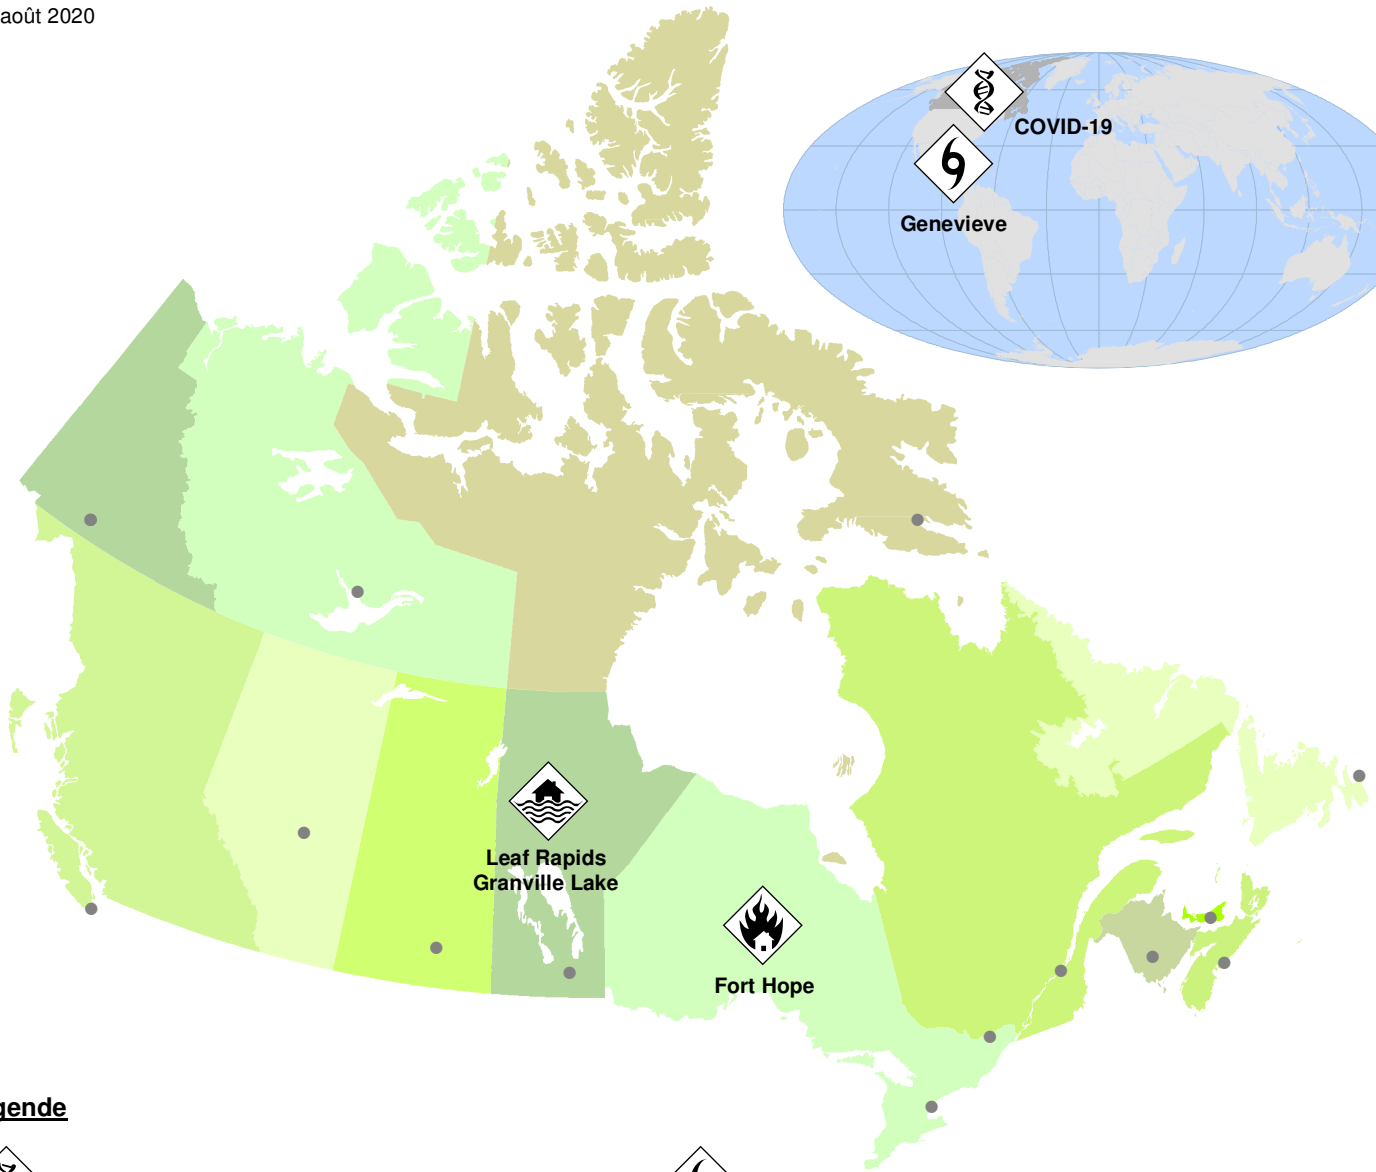 août 2020
COVID-19
Genevieve
Leaf Rapids
Granville Lake
Fort Hope
gende